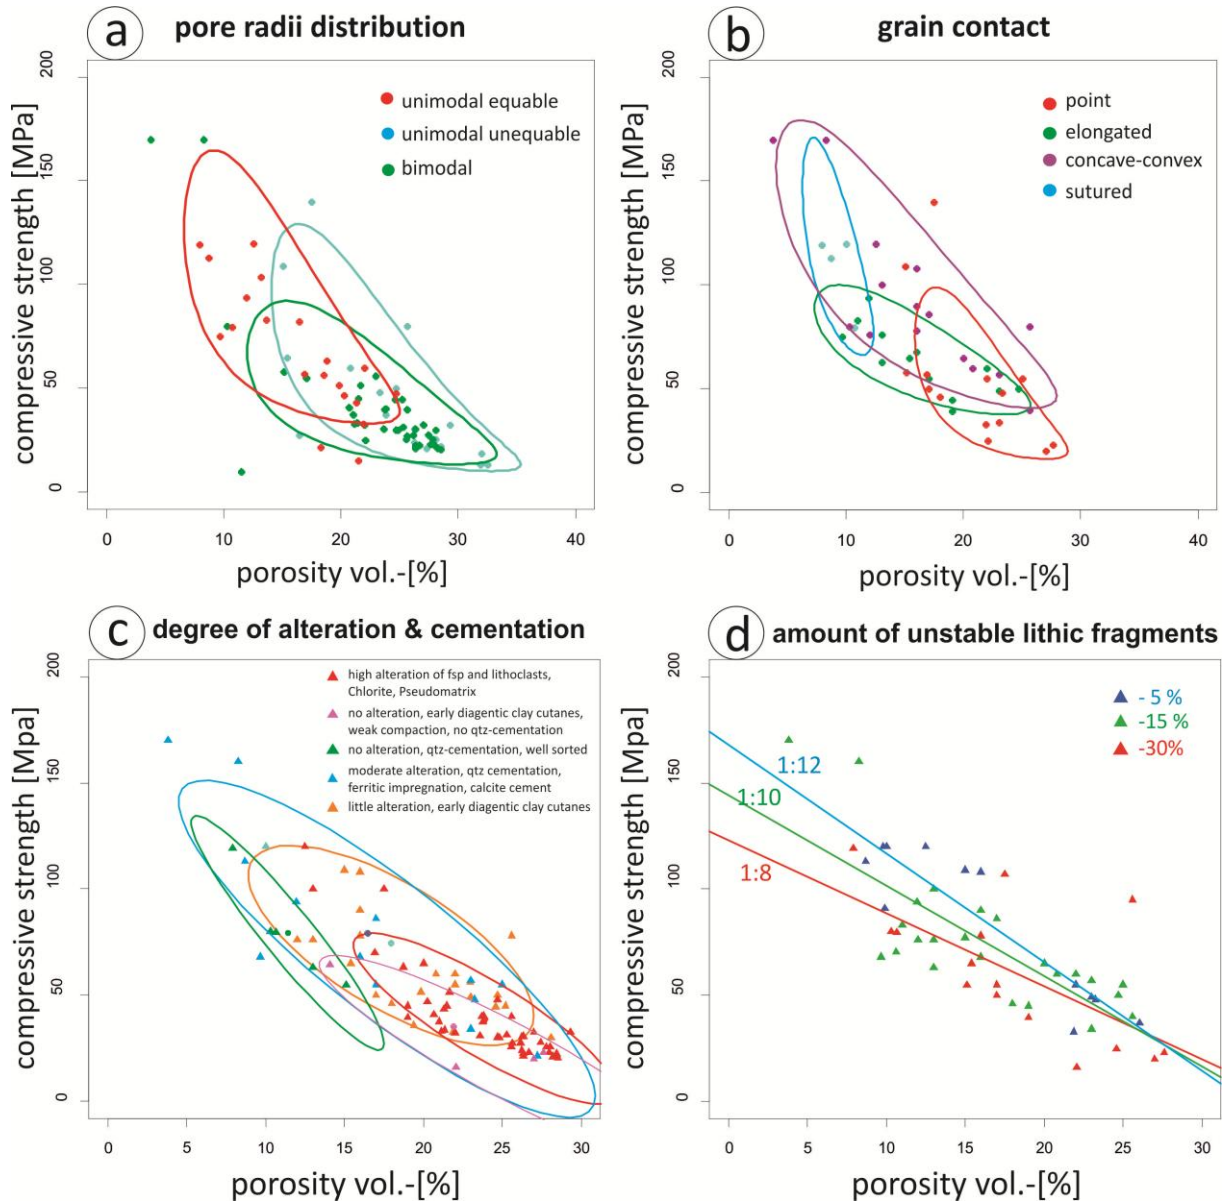 a pore radii distribution
compressive strength [MPa]
200
150
100
50
0
unimodal equable
unimodal unequable
bimodal
0 10 20 30 40
porosity vol.-[%]
b grain contact
compressive strength [MPa]
200
150
100
50
0
point
elongated
concave-convex
sutured
0 10 20 30 40
porosity vol.-[%]
c degree of alteration & cementation
compressive strength [Mpa]
200
150
100
50
0
high alteration of fsp and lithoclasts,
Chlorite, Pseudomatrix
no alteration, early diagentic clay cutanes,
weak compaction, no qtz-cementation
no alteration, qtz-cementation, well sorted
moderate alteration, qtz cementation,
ferritic impregnation, calcite cement
little alteration, early diagentic clay cutanes
0 5 10 15 20 25 30
porosity vol.-[%]
d amount of unstable lithic fragments
compressive strength [Mpa]
200
150
100
50
0
- 5 %
-15 %
-30%
1:12
1:10
1:8
0 5 10 15 20 25 30
porosity vol.-[%]